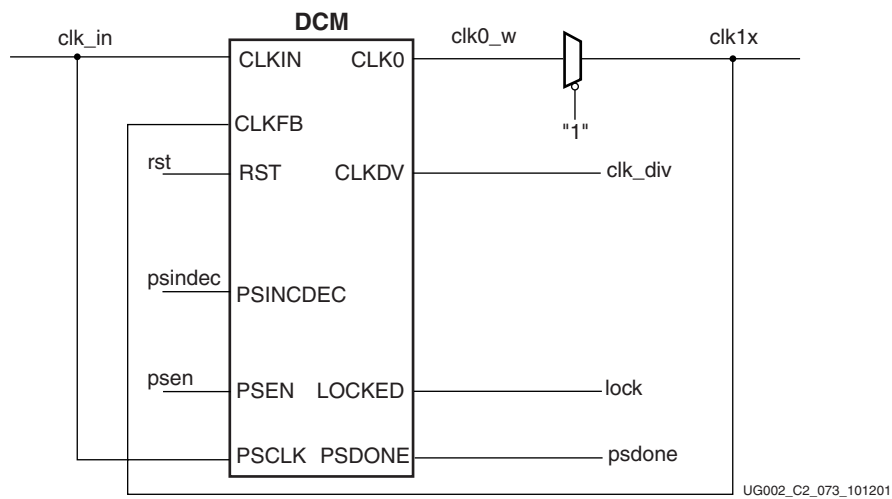 DCM
clk_in
CLKIN
CLK0
clk0_w
clk1x
CLKFB
"1"
rst
RST
CLKDV
clk_div
psindec
PSINCDEC
psen
PSEN
LOCKED
lock
PSCLK
PSDONE
psdone
UG002_C2_073_101201